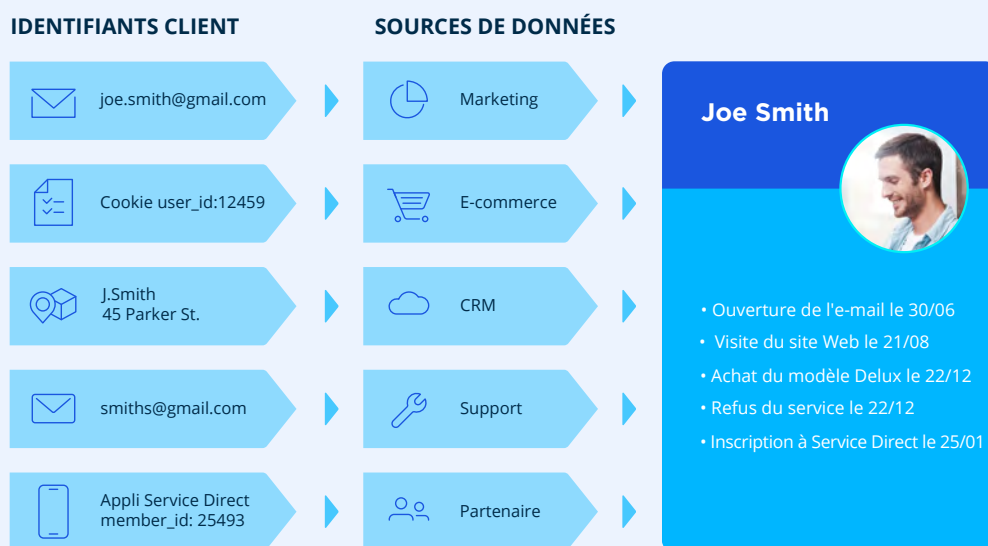 IDENTIFIANTS CLIENT
SOURCES DE DONNÉES
joe.smith@gmail.com
Marketing
Cookie user_id:12459
E-commerce
J.Smith
45 Parker St.
CRM
smiths@gmail.com
Support
Appli Service Direct
member_id: 25493
Partenaire
Joe Smith
• Ouverture de l'e-mail le 30/06
• Visite du site Web le 21/08
• Achat du modèle Delux le 22/12
• Refus du service le 22/12
• Inscription à Service Direct le 25/01